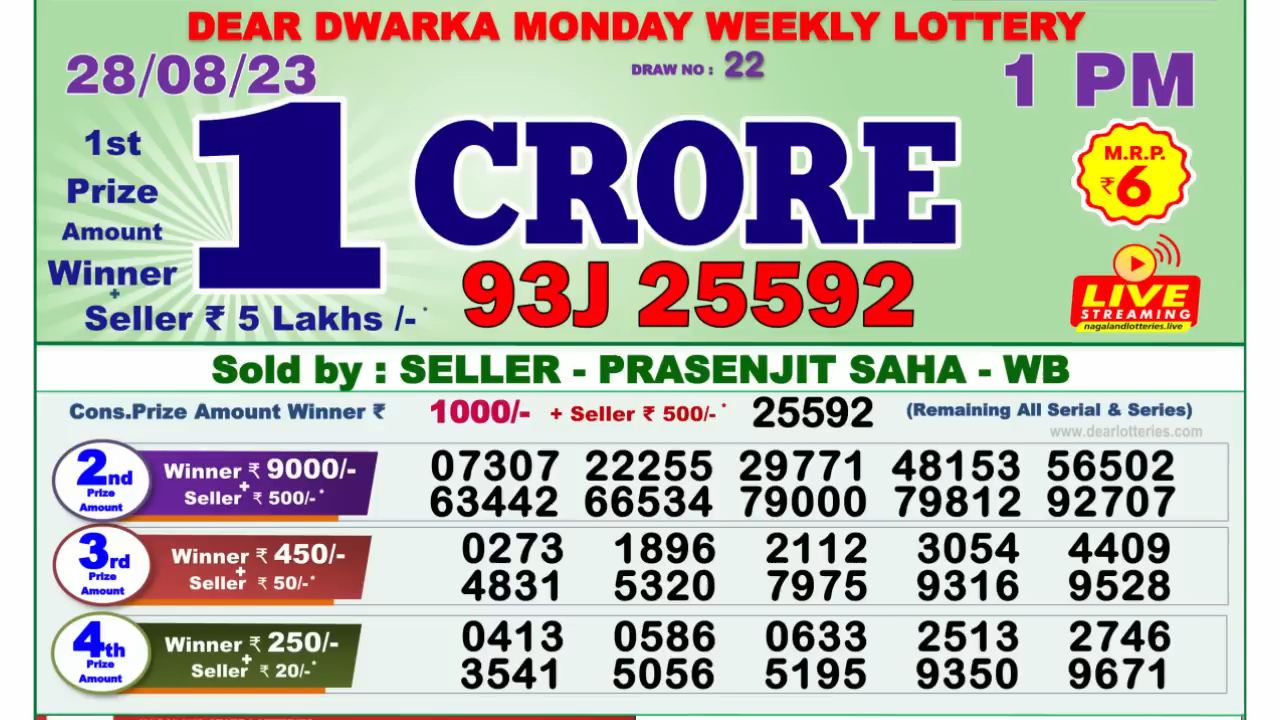 DEAR DWARKA MONDAY WEEKLY LOTTERY
28/08/23
DRAW NO : 22
1 PM
1st
Prize
Amount
Winner
+
Seller ₹ 5 Lakhs /- *
1 CRORE
93J 25592
M.R.P.
₹6
LIVE
STREAMING
nagalandlotteries.live
Sold by : SELLER - PRASENJIT SAHA - WB
Cons.Prize Amount Winner ₹ 1000/- + Seller ₹ 500/- * 25592 (Remaining All Serial & Series)
www.dearlotteries.com
2nd
Prize
Amount
Winner ₹ 9000/-
+
Seller ₹ 500/-*
07307 22255 29771 48153 56502
63442 66534 79000 79812 92707
3rd
Prize
Amount
Winner ₹ 450/-
+
Seller ₹ 50/-*
0273 1896 2112 3054 4409
4831 5320 7975 9316 9528
4th
Prize
Amount
Winner ₹ 250/-
+
Seller ₹ 20/-*
0413 0586 0633 2513 2746
3541 5056 5195 9350 9671